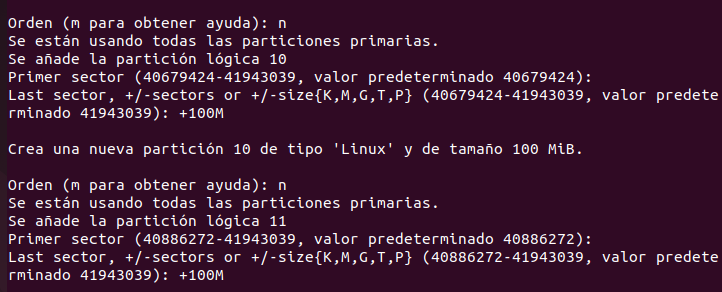 Orden (m para obtener ayuda): n
Se están usando todas las particiones primarias.
Se añade la partición lógica 10
Primer sector (40679424-41943039, valor predeterminado 40679424):
Last sector, +/-sectors or +/-size{K,M,G,T,P} (40679424-41943039, valor predete
rminado 41943039): +100M
Crea una nueva partición 10 de tipo 'Linux' y de tamaño 100 MiB.
Orden (m para obtener ayuda): n
Se están usando todas las particiones primarias.
Se añade la partición lógica 11
Primer sector (40886272-41943039, valor predeterminado 40886272):
Last sector, +/-sectors or +/-size{K,M,G,T,P} (40886272-41943039, valor predete
rminado 41943039): +100M